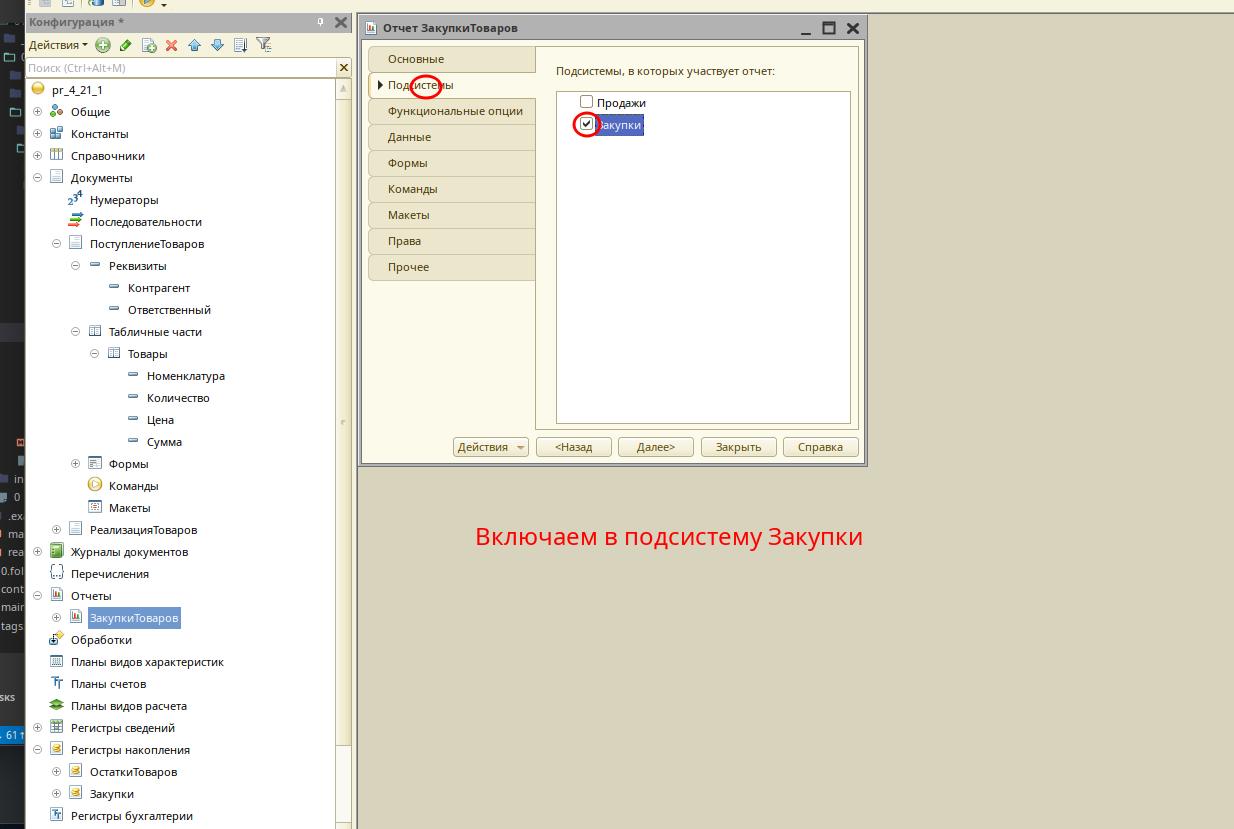 Конфигурация *
Действия
Поиск (Ctrl+Alt+M)
pr_4_21_1
Общие
Константы
Справочники
Документы
Нумераторы
Последовательности
ПоступлениеТоваров
Реквизиты
Контрагент
Ответственный
Табличные части
Товары
Номенклатура
Количество
Цена
Сумма
Формы
Команды
Макеты
РеализацияТоваров
Журналы документов
Перечисления
Отчеты
ЗакупкиТоваров
Обработки
Планы видов характеристик
Планы счетов
Планы видов расчета
Регистры сведений
Регистры накопления
ОстаткиТоваров
Закупки
Регистры бухгалтерии
Отчет ЗакупкиТоваров
Основные
Подсистемы
Функциональные опции
Данные
Формы
Команды
Макеты
Права
Прочее
Подсистемы, в которых участвует отчет:
Продажи
Закупки
Действия
<Назад
Далее>
Закрыть
Справка
Включаем в подсистему Закупки